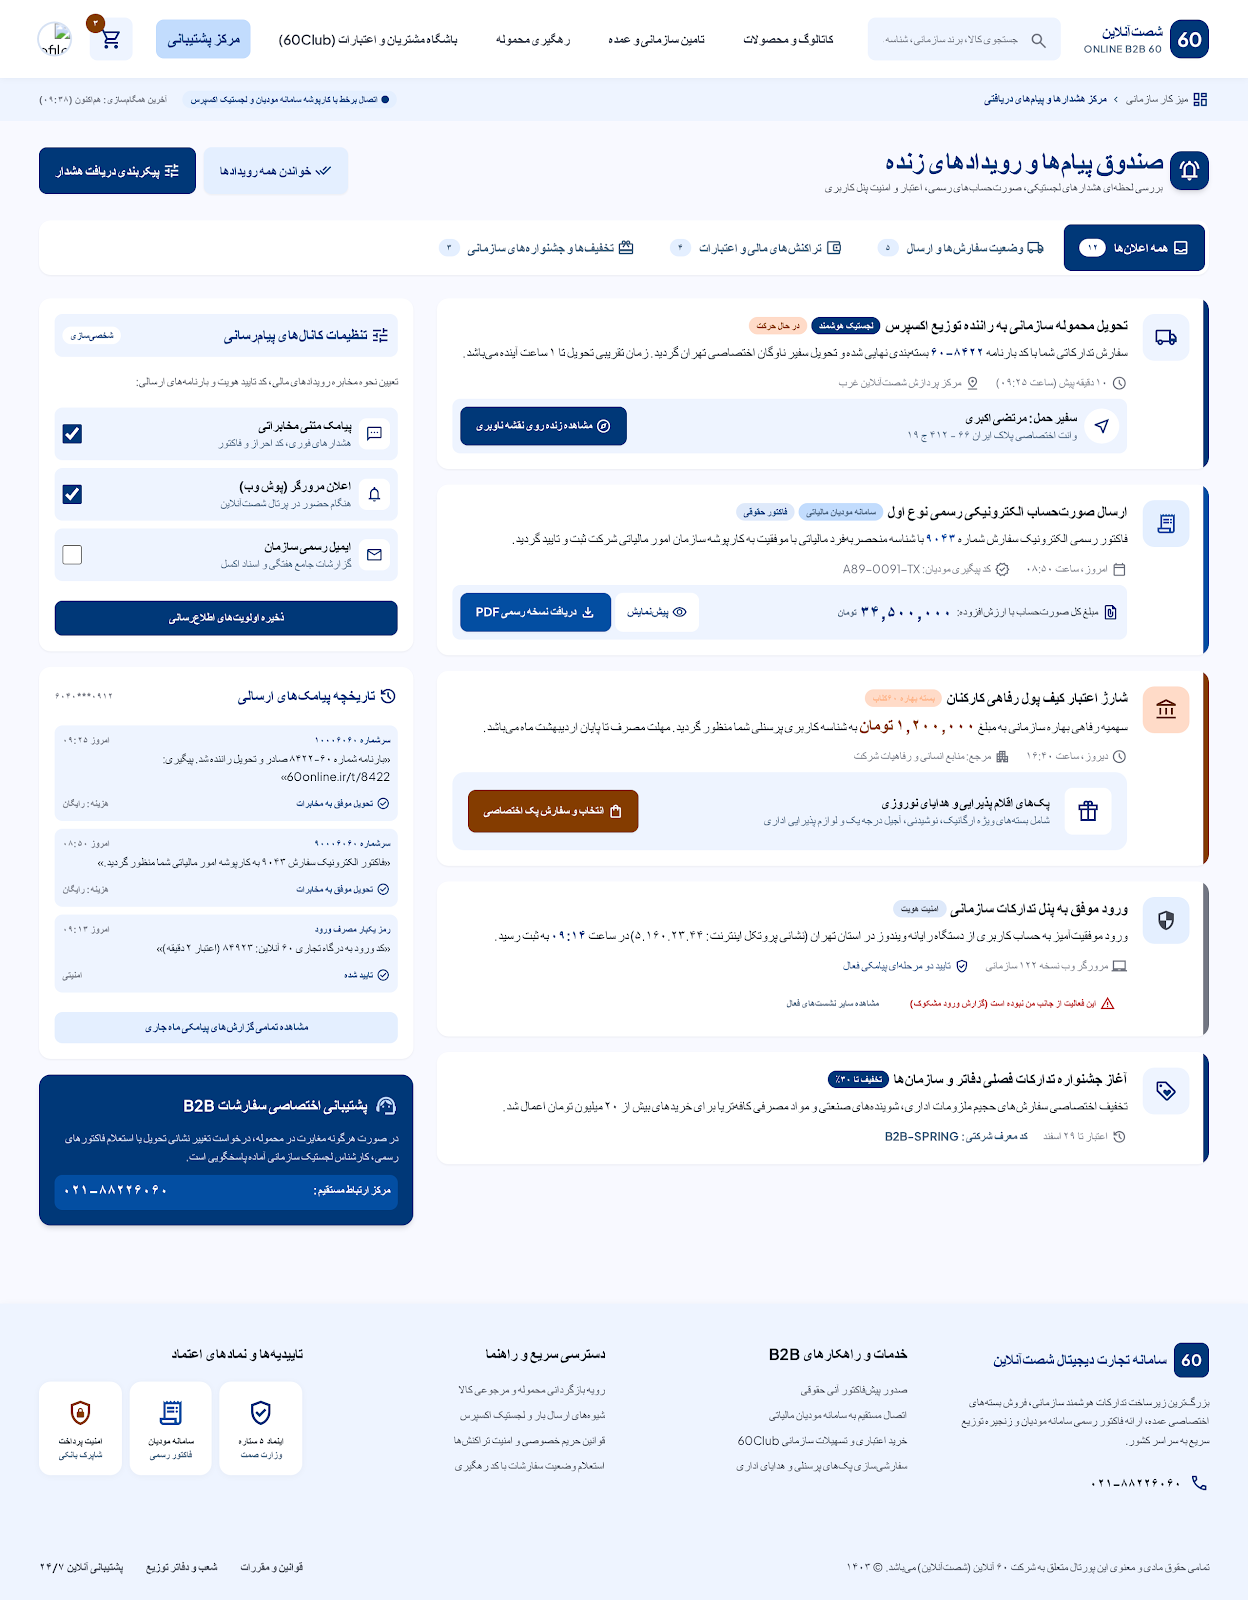 60
شصت‌آنلاین
ONLINE B2B 60
جستجوی کالا، برند سازمانی، شناسه
کاتالوگ و محصولات
تامین سازمانی و عمده
رهگیری محموله
باشگاه مشتریان و اعتبارات (60Club)
مرکز پشتیبانی
۳
میز کار سازمانی
مرکز هشدارها و پیام‌های دریافتی
اتصال برخط با کارپوشه سامانه مودیان و لجستیک اکسپرس
آخرین همگام‌سازی: هم‌اکنون (۰۹:۳۸)
صندوق پیام‌ها و رویدادهای زنده
بررسی لحظه‌ای هشدارهای لجستیکی، صورت‌حساب‌های رسمی، اعتبار و امنیت پنل کاربری
خواندن همه رویدادها
پیکربندی دریافت هشدار
همه اعلان‌ها ۱۲
وضعیت سفارش‌ها و ارسال ۵
تراکنش‌های مالی و اعتبارات ۴
تخفیف‌ها و جشنواره‌های سازمانی ۳
تحویل محموله سازمانی به راننده توزیع اکسپرس
لجستیک هوشمند
در حال حرکت
سفارش تدارکاتی شما با کد بارنامه ۸۴۲۲-۶۰ بسته‌بندی نهایی شده و تحویل سفیر ناوگان اختصاصی تهران گردید. زمان تقریبی تحویل تا ۱ ساعت آینده می‌باشد.
۱۰ دقیقه پیش (ساعت ۰۹:۲۵)
مرکز پردازش شصت‌آنلاین غرب
سفیر حمل: مرتضی اکبری
وانت اختصاصی پلاک ایران ۶۶ - ۴۱۲ ج ۱۹
مشاهده زنده روی نقشه ناوبری
ارسال صورت‌حساب الکترونیکی رسمی نوع اول
سامانه مودیان مالیاتی
فاکتور حقوقی
فاکتور رسمی الکترونیک سفارش شماره ۹۰۴۳ با شناسه منحصربه‌فرد مالیاتی با موفقیت به کارپوشه سازمان امور مالیاتی شرکت ثبت و تایید گردید.
امروز، ساعت ۰۸:۵۰
کد پیگیری مودیان: A89-0091-TX
مبلغ کل صورت‌حساب با ارزش‌افزوده: ۳۴,۵۰۰,۰۰۰ تومان
پیش‌نمایش
دریافت نسخه رسمی PDF
شارژ اعتبار کیف پول رفاهی کارکنان
بسته بهاره ۶۰کلاب
سهمیه رفاهی بهاره سازمانی به مبلغ ۱,۲۰۰,۰۰۰ تومان به شناسه کاربری پرسنلی شما منظور گردید. مهلت مصرف تا پایان اردیبهشت ماه می‌باشد.
دیروز، ساعت ۱۶:۴۰
مرجع: منابع انسانی و رفاهیات شرکت
پک‌های اقلام پذیرایی و هدایای نوروزی
شامل بسته‌های ویژه ارگانیک، نوشیدنی، آجیل درجه یک و لوازم پذیرایی اداری
انتخاب و سفارش پک اختصاصی
ورود موفق به پنل تدارکات سازمانی
امنیت هویت
ورود موفقیت‌آمیز به حساب کاربری از دستگاه رایانه ویندوز در استان تهران (نشانی پروتکل اینترنت: ۵.۱۶۰.۲۳.۴۴) در ساعت ۰۹:۱۴ به ثبت رسید.
مرورگر وب نسخه ۱۲۲ سازمانی
تایید دو مرحله‌ای پیامکی فعال
این فعالیت از جانب من نبوده است (گزارش ورود مشکوک)
مشاهده سایر نشست‌های فعال
آغاز جشنواره تدارکات فصلی دفاتر و سازمان‌ها
تخفیف تا ۳۰٪
تخفیف اختصاصی سفارش‌های حجیم ملزومات اداری، شوینده‌های صنعتی و مواد مصرفی کافه‌تریا برای خریدهای بیش از ۲۰ میلیون تومان اعمال شد.
اعتبار تا ۲۹ اسفند
کد معرف شرکتی: B2B-SPRING
تنظیمات کانال‌های پیام‌رسانی
شخصی‌سازی
تعیین نحوه مخابره رویدادهای مالی، کد تایید هویت و بارنامه‌های ارسالی:
پیامک متنی مخابراتی
هشدارهای فوری، کد احراز و فاکتور
اعلان مرورگر (پوش وب)
هنگام حضور در پرتال شصت‌آنلاین
ایمیل رسمی سازمان
گزارشات جامع هفتگی و اسناد اکسل
ذخیره اولویت‌های اطلاع‌رسانی
تاریخچه پیامک‌های ارسالی
۰۹۱۲***۶۰۴۰
سرشماره ۱۰۰۰۶۰۶۰
امروز ۰۹:۲۵
«بارنامه شماره ۶۰-۸۴۲۲ صادر و تحویل راننده شد. پیگیری:
60online.ir/t/8422»
تحویل موفق به مخابرات
هزینه: رایگان
سرشماره ۹۰۰۰۶۰۶۰
امروز ۰۸:۵۰
«فاکتور الکترونیک سفارش ۹۰۴۳ به کارپوشه امور مالیاتی شما منظور گردید.»
تحویل موفق به مخابرات
هزینه: رایگان
رمز یکبار مصرف ورود
امروز ۰۹:۱۳
«کد ورود به درگاه تجاری ۶۰ آنلاین: ۸۴۹۲۳ (اعتبار ۲ دقیقه)»
تایید شده
امنیتی
مشاهده تمامی گزارش‌های پیامکی ماه جاری
پشتیبانی اختصاصی سفارشات B2B
در صورت هرگونه مغایرت در محموله، درخواست تغییر نشانی تحویل یا استعلام فاکتورهای
رسمی، کارشناس لجستیک سازمانی آماده پاسخگویی است.
مرکز ارتباط مستقیم:
۰۲۱-۸۸۲۲۶۰۶۰
60
سامانه تجارت دیجیتال شصت‌آنلاین
بزرگ‌ترین زیرساخت تدارکات هوشمند سازمانی، فروش بسته‌های
اختصاصی عمده، ارائه فاکتور رسمی سامانه مودیان و زنجیره توزیع
سریع به سراسر کشور.
۰۲۱-۸۸۲۲۶۰۶۰
خدمات و راهکارهای B2B
صدور پیش‌فاکتور آنی حقوقی
اتصال مستقیم به سامانه مودیان مالیاتی
خرید اعتباری و تسهیلات سازمانی 60Club
سفارشی‌سازی پک‌های پرسنلی و هدایای اداری
دسترسی سریع و راهنما
رویه بازگردانی محموله و مرجوعی کالا
شیوه‌های ارسال بار و لجستیک اکسپرس
قوانین حریم خصوصی و امنیت تراکنش‌ها
استعلام وضعیت سفارشات با کد رهگیری
تاییدیه‌ها و نمادهای اعتماد
اینماد ۵ ستاره
وزارت صمت
سامانه مودیان
فاکتور رسمی
امنیت پرداخت
شاپرک بانکی
تمامی حقوق مادی و معنوی این پورتال متعلق به شرکت ۶۰ آنلاین (شصت‌آنلاین) می‌باشد. © ۱۴۰۳
قوانین و مقررات
شعب و دفاتر توزیع
پشتیبانی آنلاین ۲۴/۷